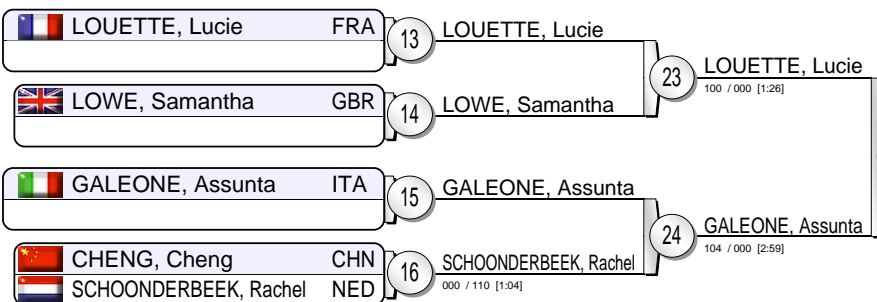 LOUETTE, Lucie FRA
13
LOUETTE, Lucie
23
LOUETTE, Lucie
100 / 000 [1:26]
LOWE, Samantha GBR
14
LOWE, Samantha
GALEONE, Assunta ITA
15
GALEONE, Assunta
24
GALEONE, Assunta
104 / 000 [2:59]
CHENG, Cheng CHN
SCHOONDERBEEK, Rachel NED
16
SCHOONDERBEEK, Rachel
000 / 110 [1:04]